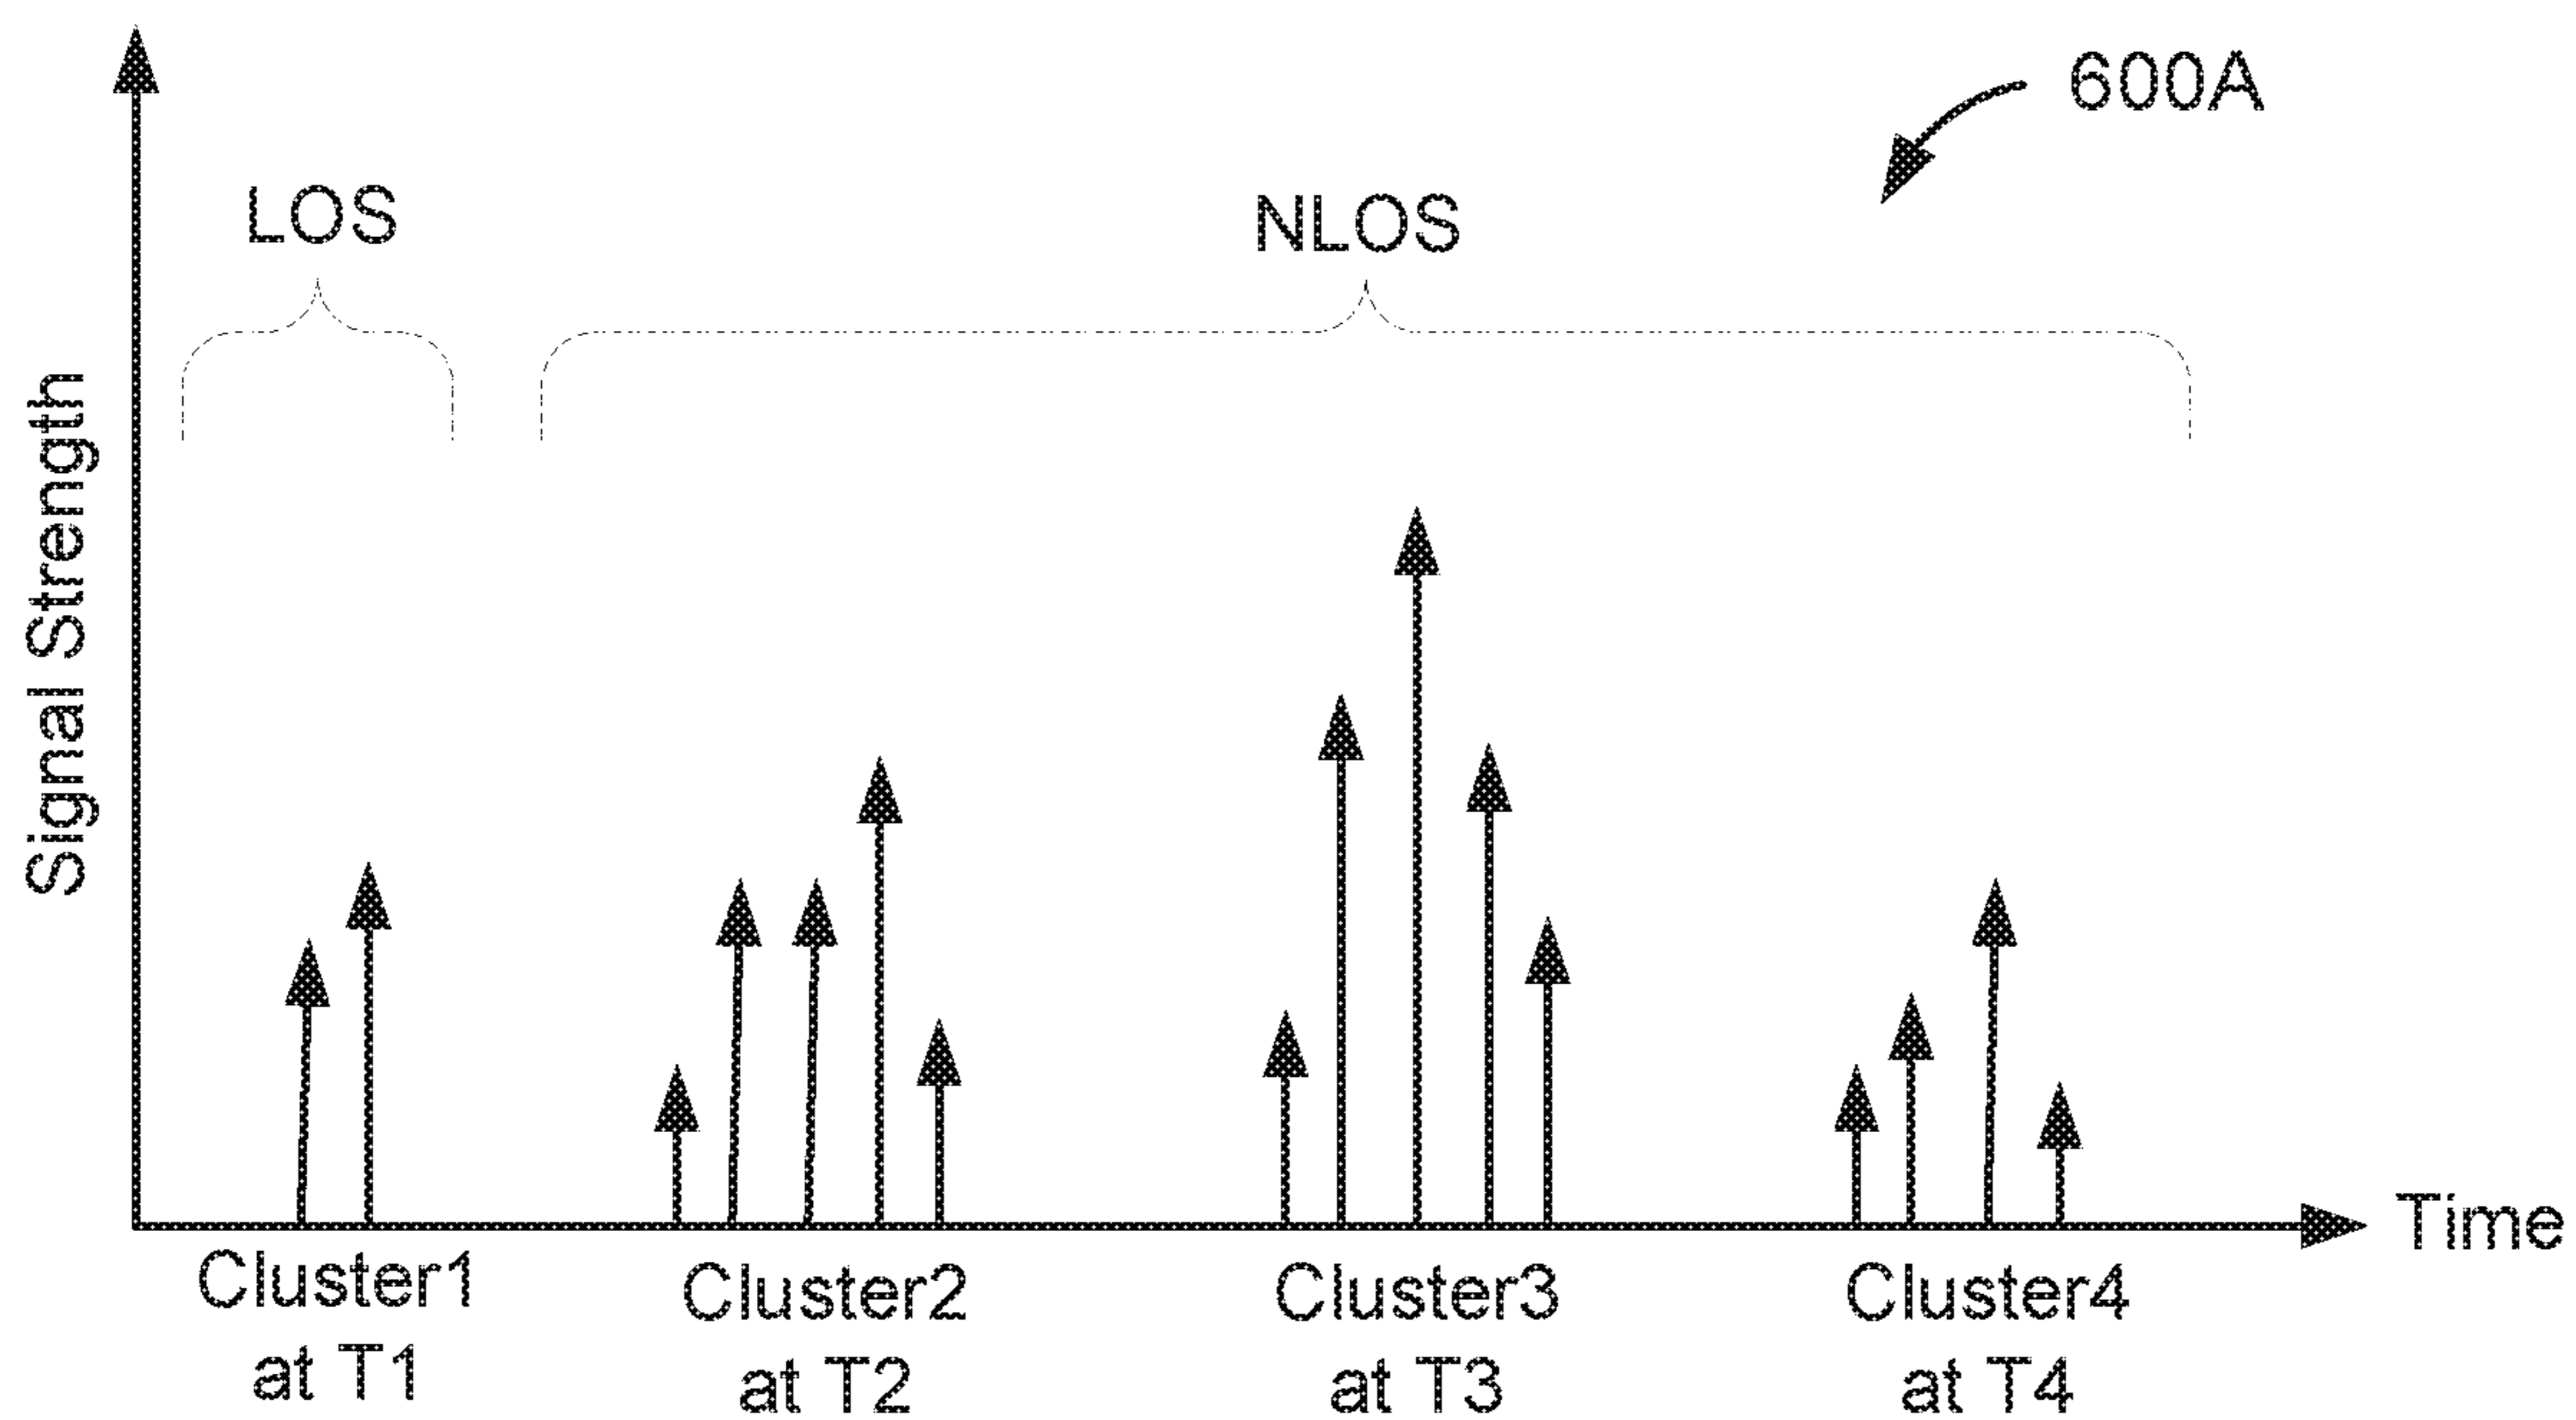 600A
LOS
NLOS
Signal Strength
Time
Cluster1
at T1
Cluster2
at T2
Cluster3
at T3
Cluster4
at T4